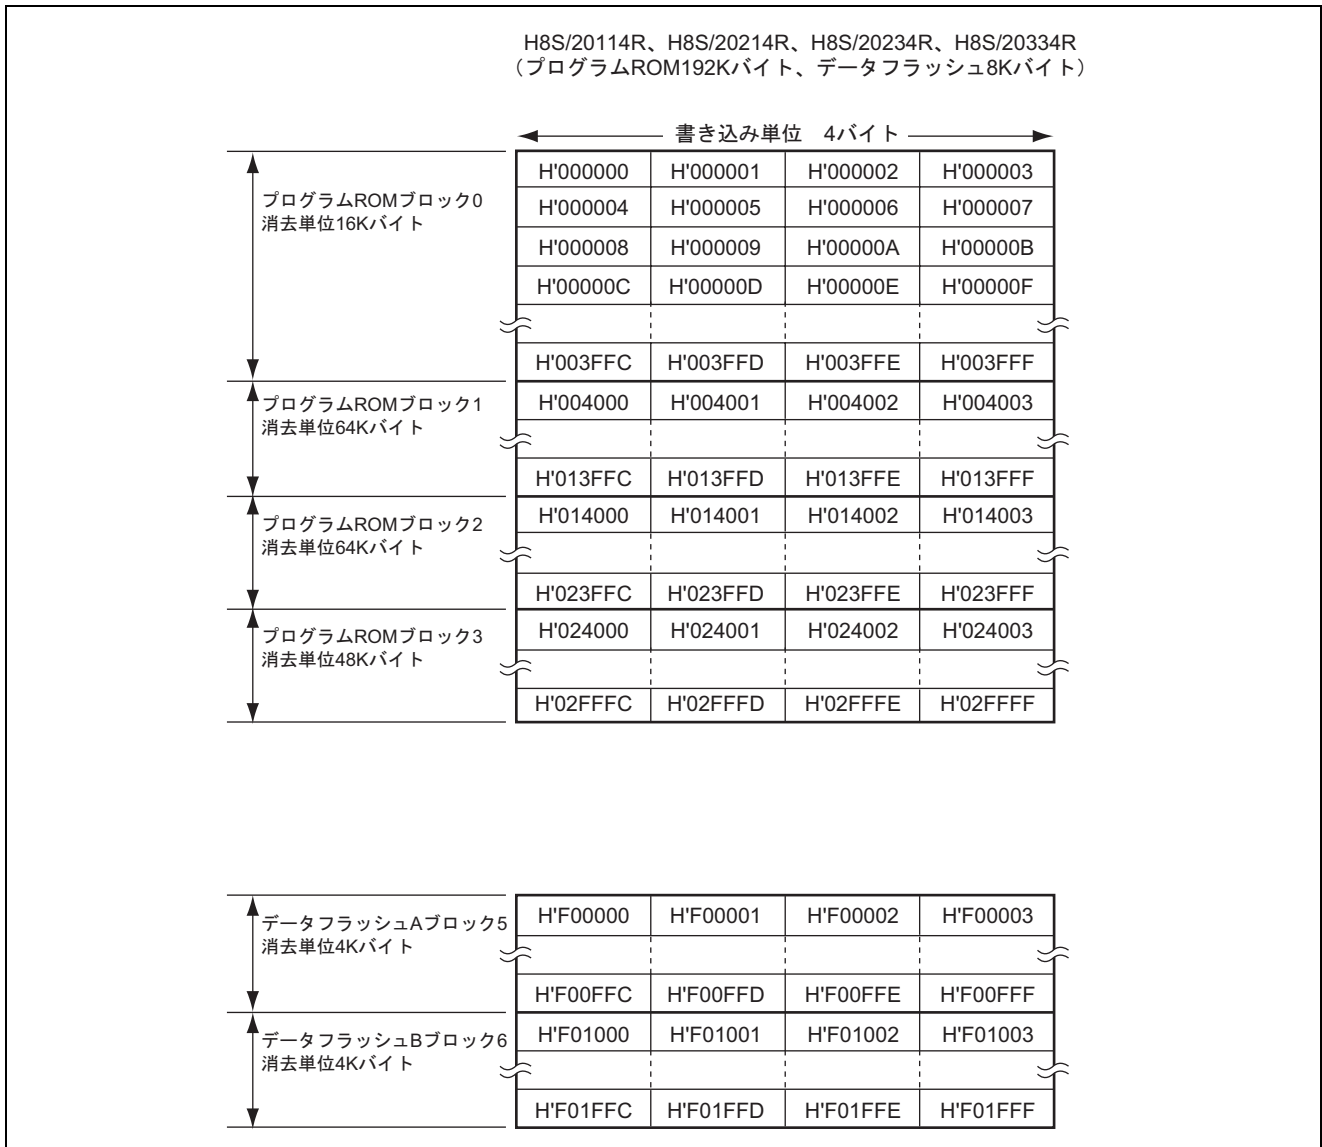 H8S/20114R、H8S/20214R、H8S/20234R、H8S/20334R
（プログラムROM192Kバイト、データフラッシュ8Kバイト）
書き込み単位　4バイト
プログラムROMブロック0
消去単位16Kバイト
H'000000 H'000001 H'000002 H'000003
H'000004 H'000005 H'000006 H'000007
H'000008 H'000009 H'00000A H'00000B
H'00000C H'00000D H'00000E H'00000F
H'003FFC H'003FFD H'003FFE H'003FFF
プログラムROMブロック1
消去単位64Kバイト
H'004000 H'004001 H'004002 H'004003
H'013FFC H'013FFD H'013FFE H'013FFF
プログラムROMブロック2
消去単位64Kバイト
H'014000 H'014001 H'014002 H'014003
H'023FFC H'023FFD H'023FFE H'023FFF
プログラムROMブロック3
消去単位48Kバイト
H'024000 H'024001 H'024002 H'024003
H'02FFFC H'02FFFD H'02FFFE H'02FFFF
データフラッシュAブロック5
消去単位4Kバイト
H'F00000 H'F00001 H'F00002 H'F00003
H'F00FFC H'F00FFD H'F00FFE H'F00FFF
データフラッシュBブロック6
消去単位4Kバイト
H'F01000 H'F01001 H'F01002 H'F01003
H'F01FFC H'F01FFD H'F01FFE H'F01FFF